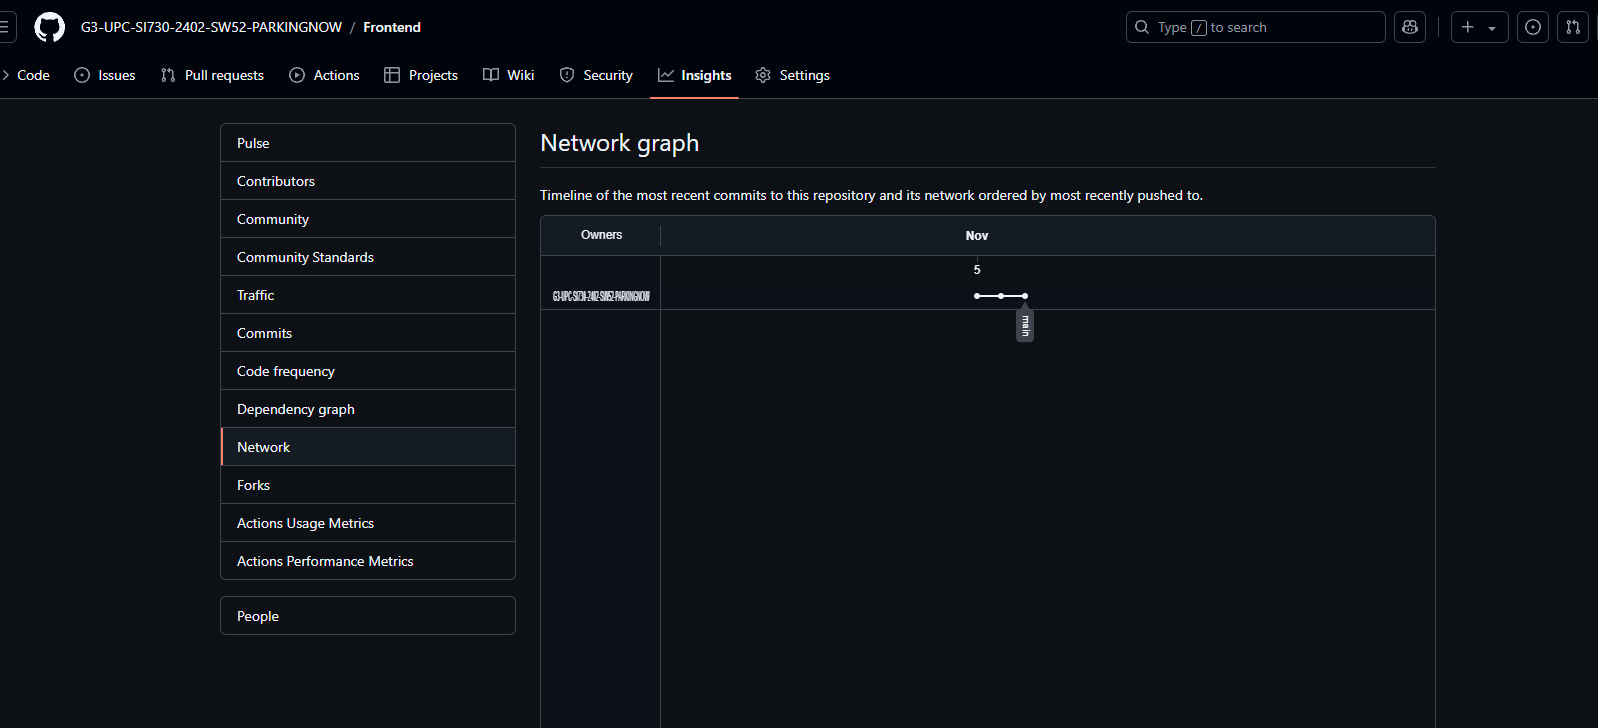 G3-UPC-SI730-2402-SW52-PARKINGNOW / Frontend
Type / to search
Code Issues Pull requests Actions Projects Wiki Security Insights Settings
Pulse
Contributors
Community
Community Standards
Traffic
Commits
Code frequency
Dependency graph
Network
Forks
Actions Usage Metrics
Actions Performance Metrics
People
Network graph
Timeline of the most recent commits to this repository and its network ordered by most recently pushed to.
Owners Nov
5
G3-UPC-SI730-2402-SW52-PARKINGNOW
main